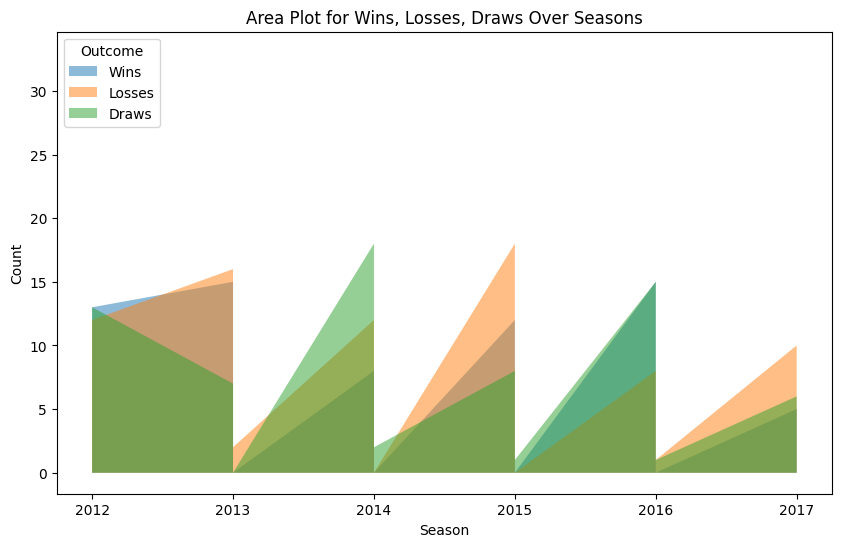 Area Plot for Wins, Losses, Draws Over Seasons
Outcome
Wins
Losses
Draws
30
25
20
15
10
5
0
Count
2012 2013 2014 2015 2016 2017
Season